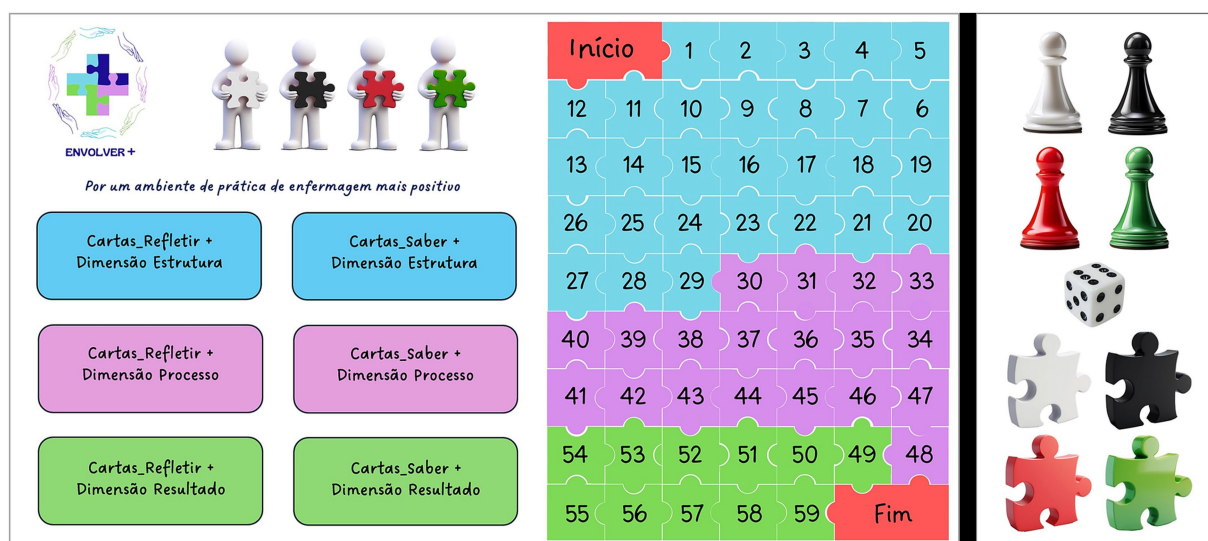 ENVOLVER +
Por um ambiente de prática de enfermagem mais positivo
Cartas_Refletir +
Dimensão Estrutura
Cartas_Saber +
Dimensão Estrutura
Cartas_Refletir +
Dimensão Processo
Cartas_Saber +
Dimensão Processo
Cartas_Refletir +
Dimensão Resultado
Cartas_Saber +
Dimensão Resultado
Início 1 2 3 4 5
12 11 10 9 8 7 6
13 14 15 16 17 18 19
26 25 24 23 22 21 20
27 28 29 30 31 32 33
40 39 38 37 36 35 34
41 42 43 44 45 46 47
54 53 52 51 50 49 48
55 56 57 58 59 Fim